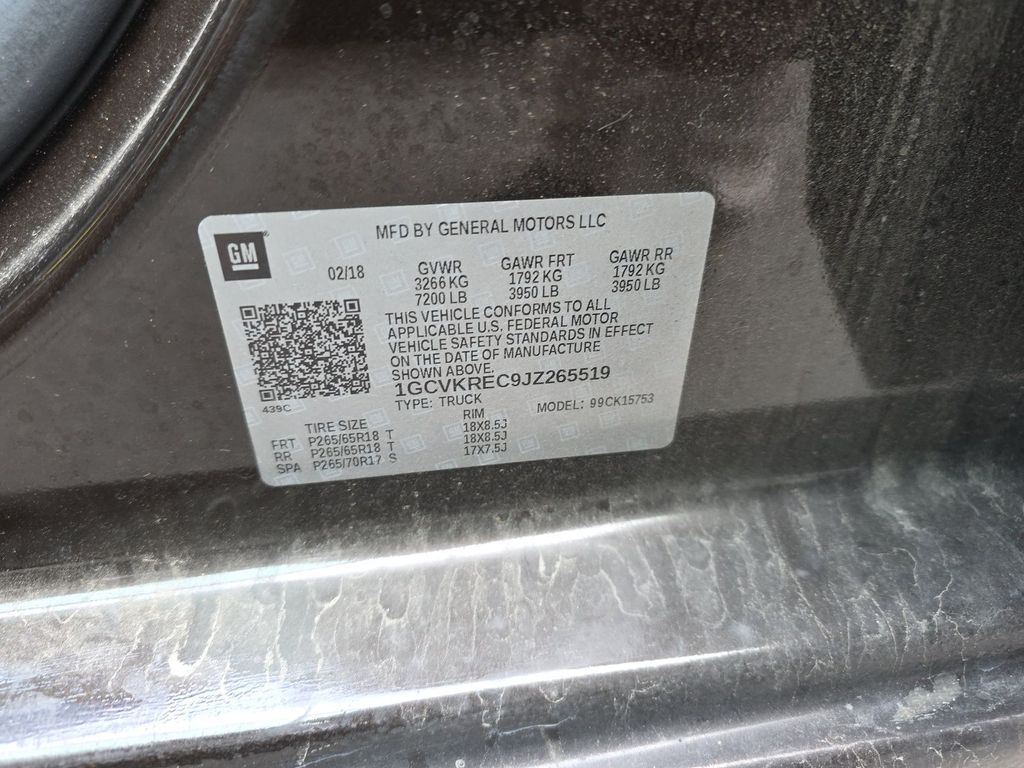 GM
MFD BY GENERAL MOTORS LLC
02/18
GVWR GAWR FRT GAWR RR
3266 KG 1792 KG 1792 KG
7200 LB 3950 LB 3950 LB
THIS VEHICLE CONFORMS TO ALL
APPLICABLE U.S. FEDERAL MOTOR
VEHICLE SAFETY STANDARDS IN EFFECT
ON THE DATE OF MANUFACTURE
SHOWN ABOVE.
1GCVKREC9JZ265519
439C
TYPE: TRUCK MODEL: 99CK15753
TIRE SIZE RIM
FRT P265/65R18 T 18X8.5J
RR P265/65R18 T 18X8.5J
SPA P265/70R17 S 17X7.5J